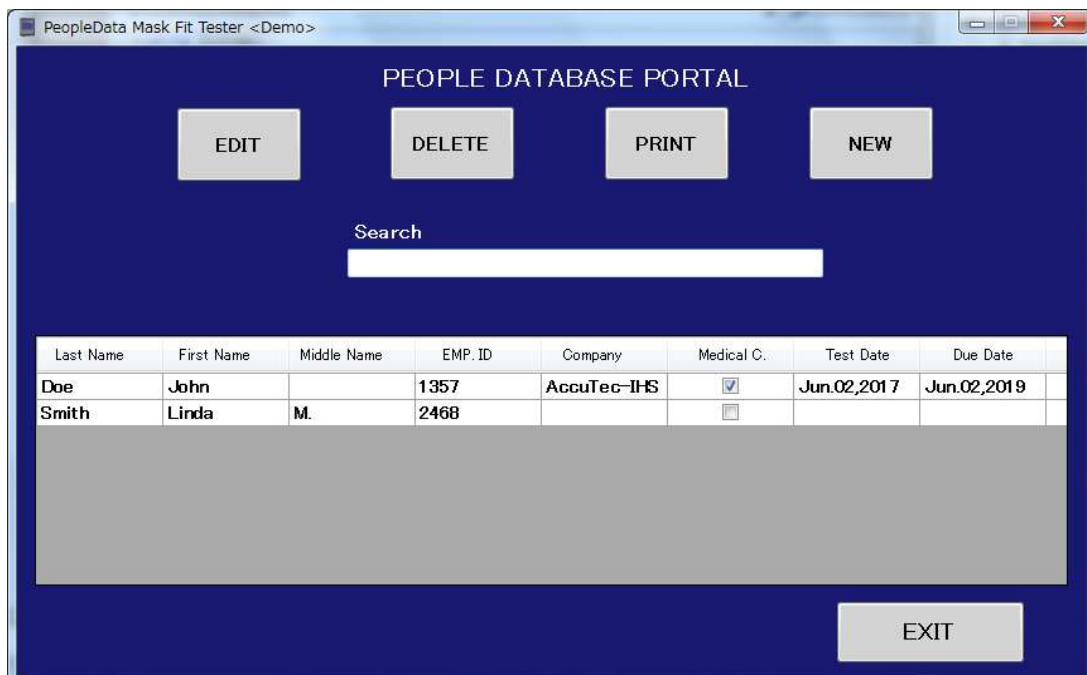 PeopleData Mask Fit Tester <Demo>
PEOPLE DATABASE PORTAL
EDIT DELETE PRINT NEW
Search
Last Name First Name Middle Name EMP. ID Company Medical C. Test Date Due Date
Doe John 1357 AccuTec-IHS Jun.02,2017 Jun.02,2019
Smith Linda M. 2468
EXIT